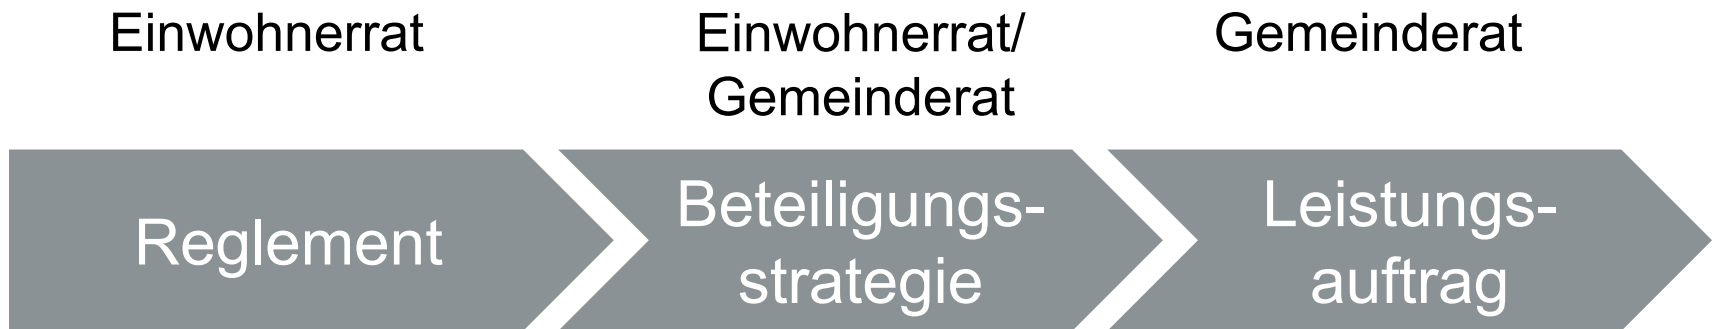 Einwohnerrat
Einwohnerrat/
Gemeinderat
Gemeinderat
Reglement
Beteiligungs-
strategie
Leistungs-
auftrag